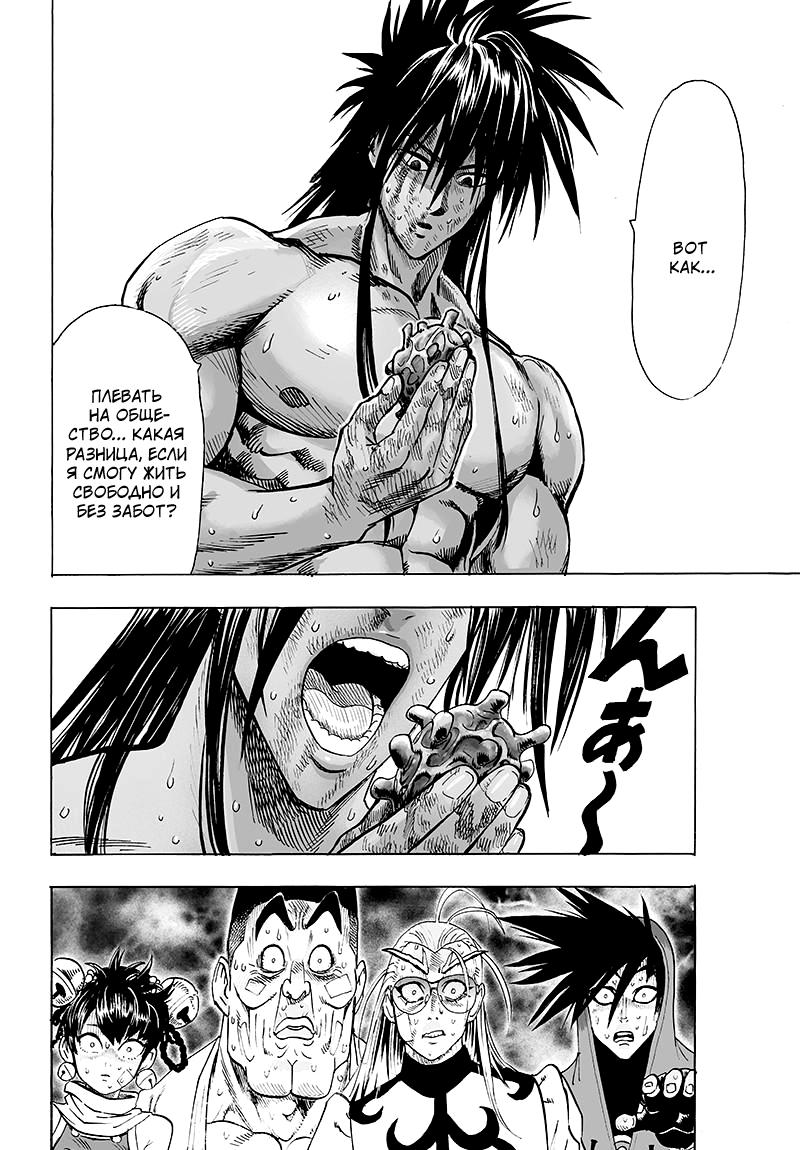 ВОТ
КАК...
ПЛЕВАТЬ
НА ОБЩЕ-
СТВО... КАКАЯ
РАЗНИЦА, ЕСЛИ
Я СМОГУ ЖИТЬ
СВОБОДНО И
БЕЗ ЗАБОТ?
んあ〜